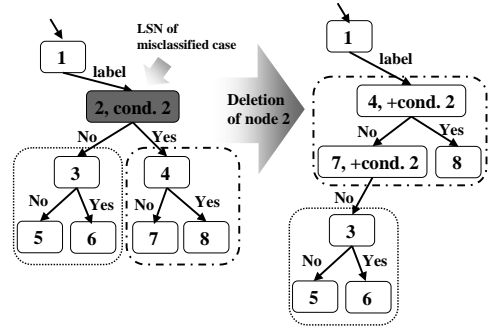 LSN of
misclassified case
1
label
2, cond. 2
No
Yes
3
4
No
Yes
No
Yes
5
6
7
8
Deletion
of node 2
1
label
4, +cond. 2
No
Yes
7, +cond. 2
8
No
3
No
Yes
5
6